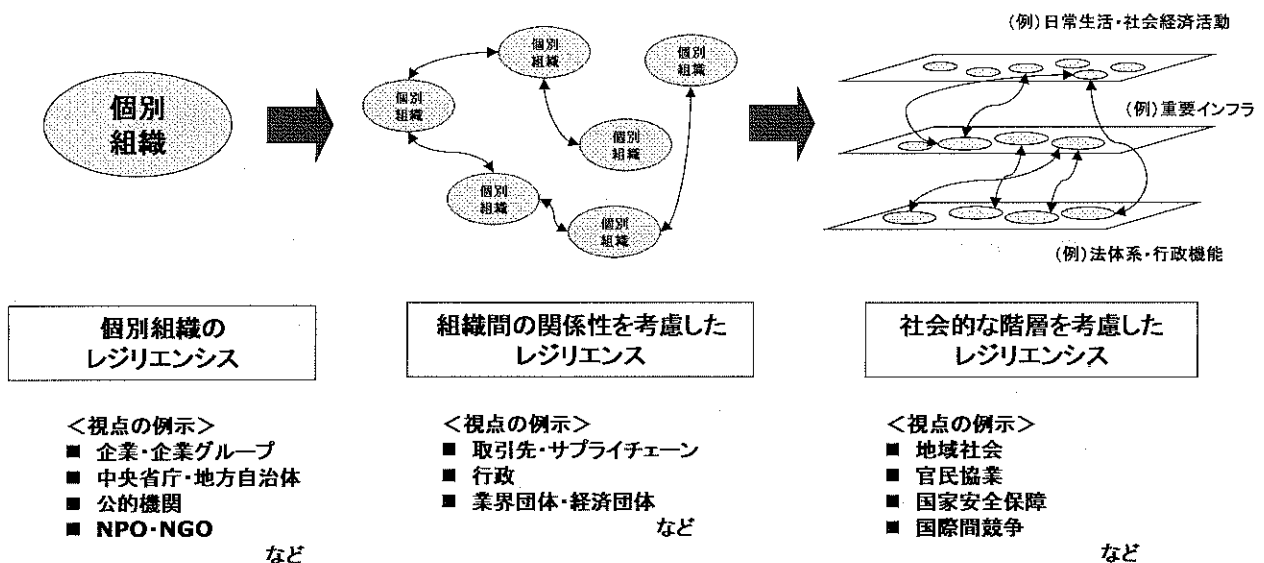 個別
組織
個別
組織
個別
組織
個別
組織
個別
組織
個別
組織
個別
組織
(例)日常生活・社会経済活動
(例)重要インフラ
(例)法体系・行政機能
個別組織の
レジリエンシス
<視点の例示>
■ 企業・企業グループ
■ 中央省庁・地方自治体
■ 公的機関
■ NPO・NGO
など
組織間の関係性を考慮した
レジリエンス
<視点の例示>
■ 取引先・サプライチェーン
■ 行政
■ 業界団体・経済団体
など
社会的な階層を考慮した
レジリエンス
<視点の例示>
■ 地域社会
■ 官民協業
■ 国家安全保障
■ 国際間競争
など